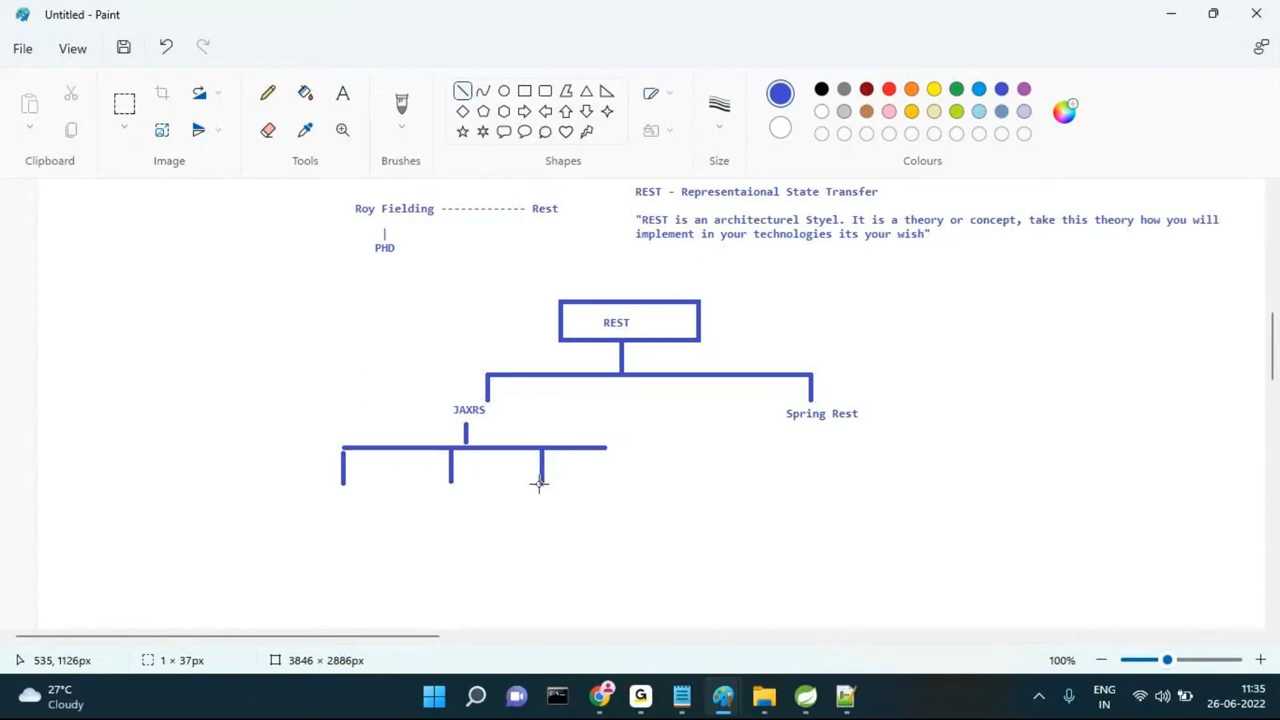 Untitled - Paint
File
View
Clipboard
Image
Tools
Brushes
Shapes
Size
Colours
REST - Representaional State Transfer
Roy Fielding ------------- Rest
|
PHD
"REST is an architecturel Styel. It is a theory or concept, take this theory how you will
implement in your technologies its your wish"
REST
JAXRS
Spring Rest
535, 1126px
1 × 37px
3846 × 2886px
100%
27°C
Cloudy
ENG
IN
11:35
26-06-2022